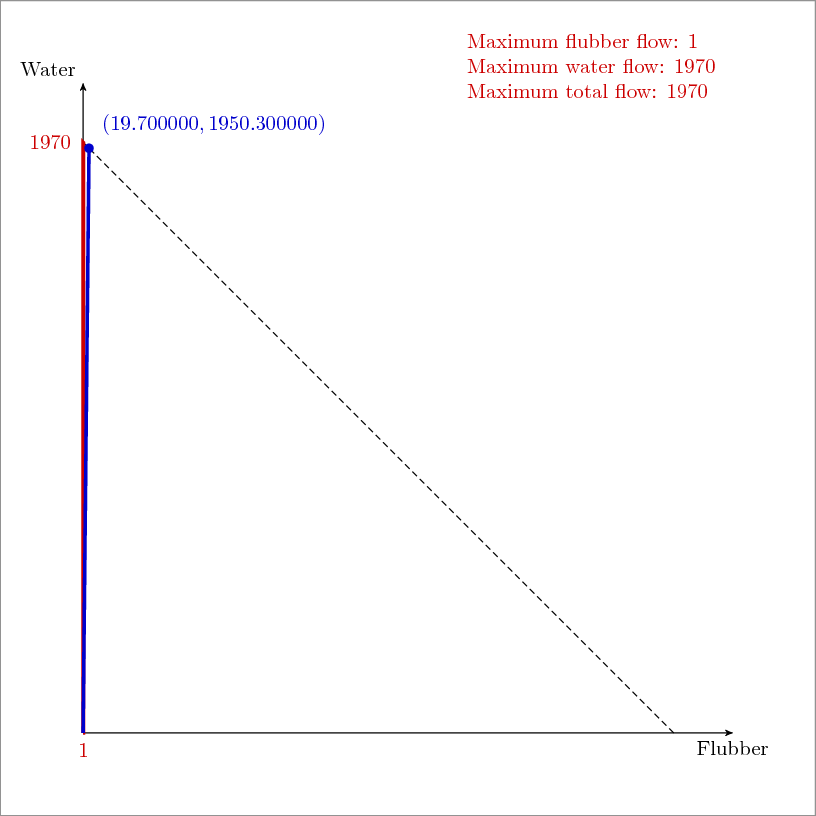 Maximum flubber flow: 1
Maximum water flow: 1970
Maximum total flow: 1970
Water
(19.700000, 1950.300000)
1970
Flubber
1